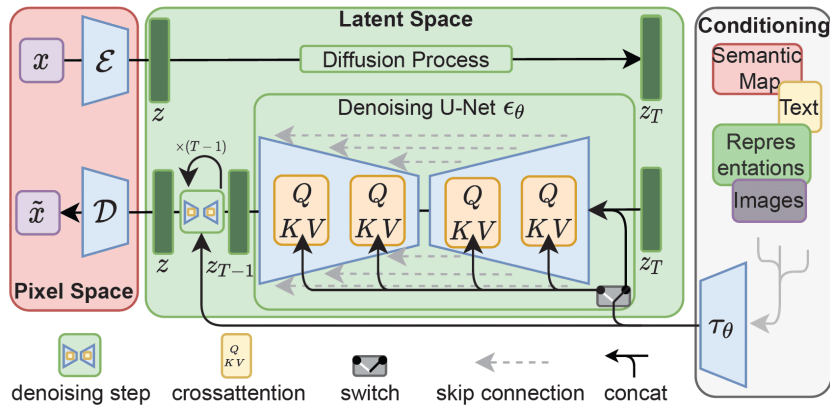 Latent Space
Conditioning
x
ℰ
Diffusion Process
Semantic
Map
z
z_T
Text
Denoising U-Net ϵ_θ
Repres
entations
Images
×(T−1)
x̃
𝒟
Q
KV
Q
KV
Q
KV
Q
KV
z
z_{T−1}
z_T
Pixel Space
τ_θ
Q
KV
denoising step
crossattention
switch
skip connection
concat